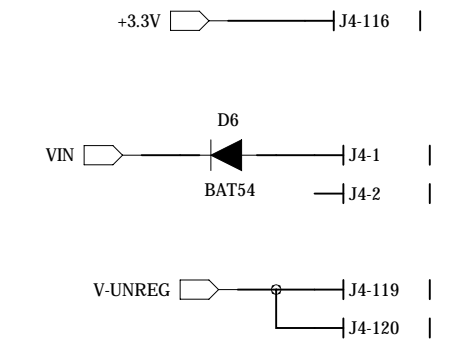 +3.3V J4-116
D6
VIN J4-1
BAT54 J4-2
V-UNREG J4-119
J4-120